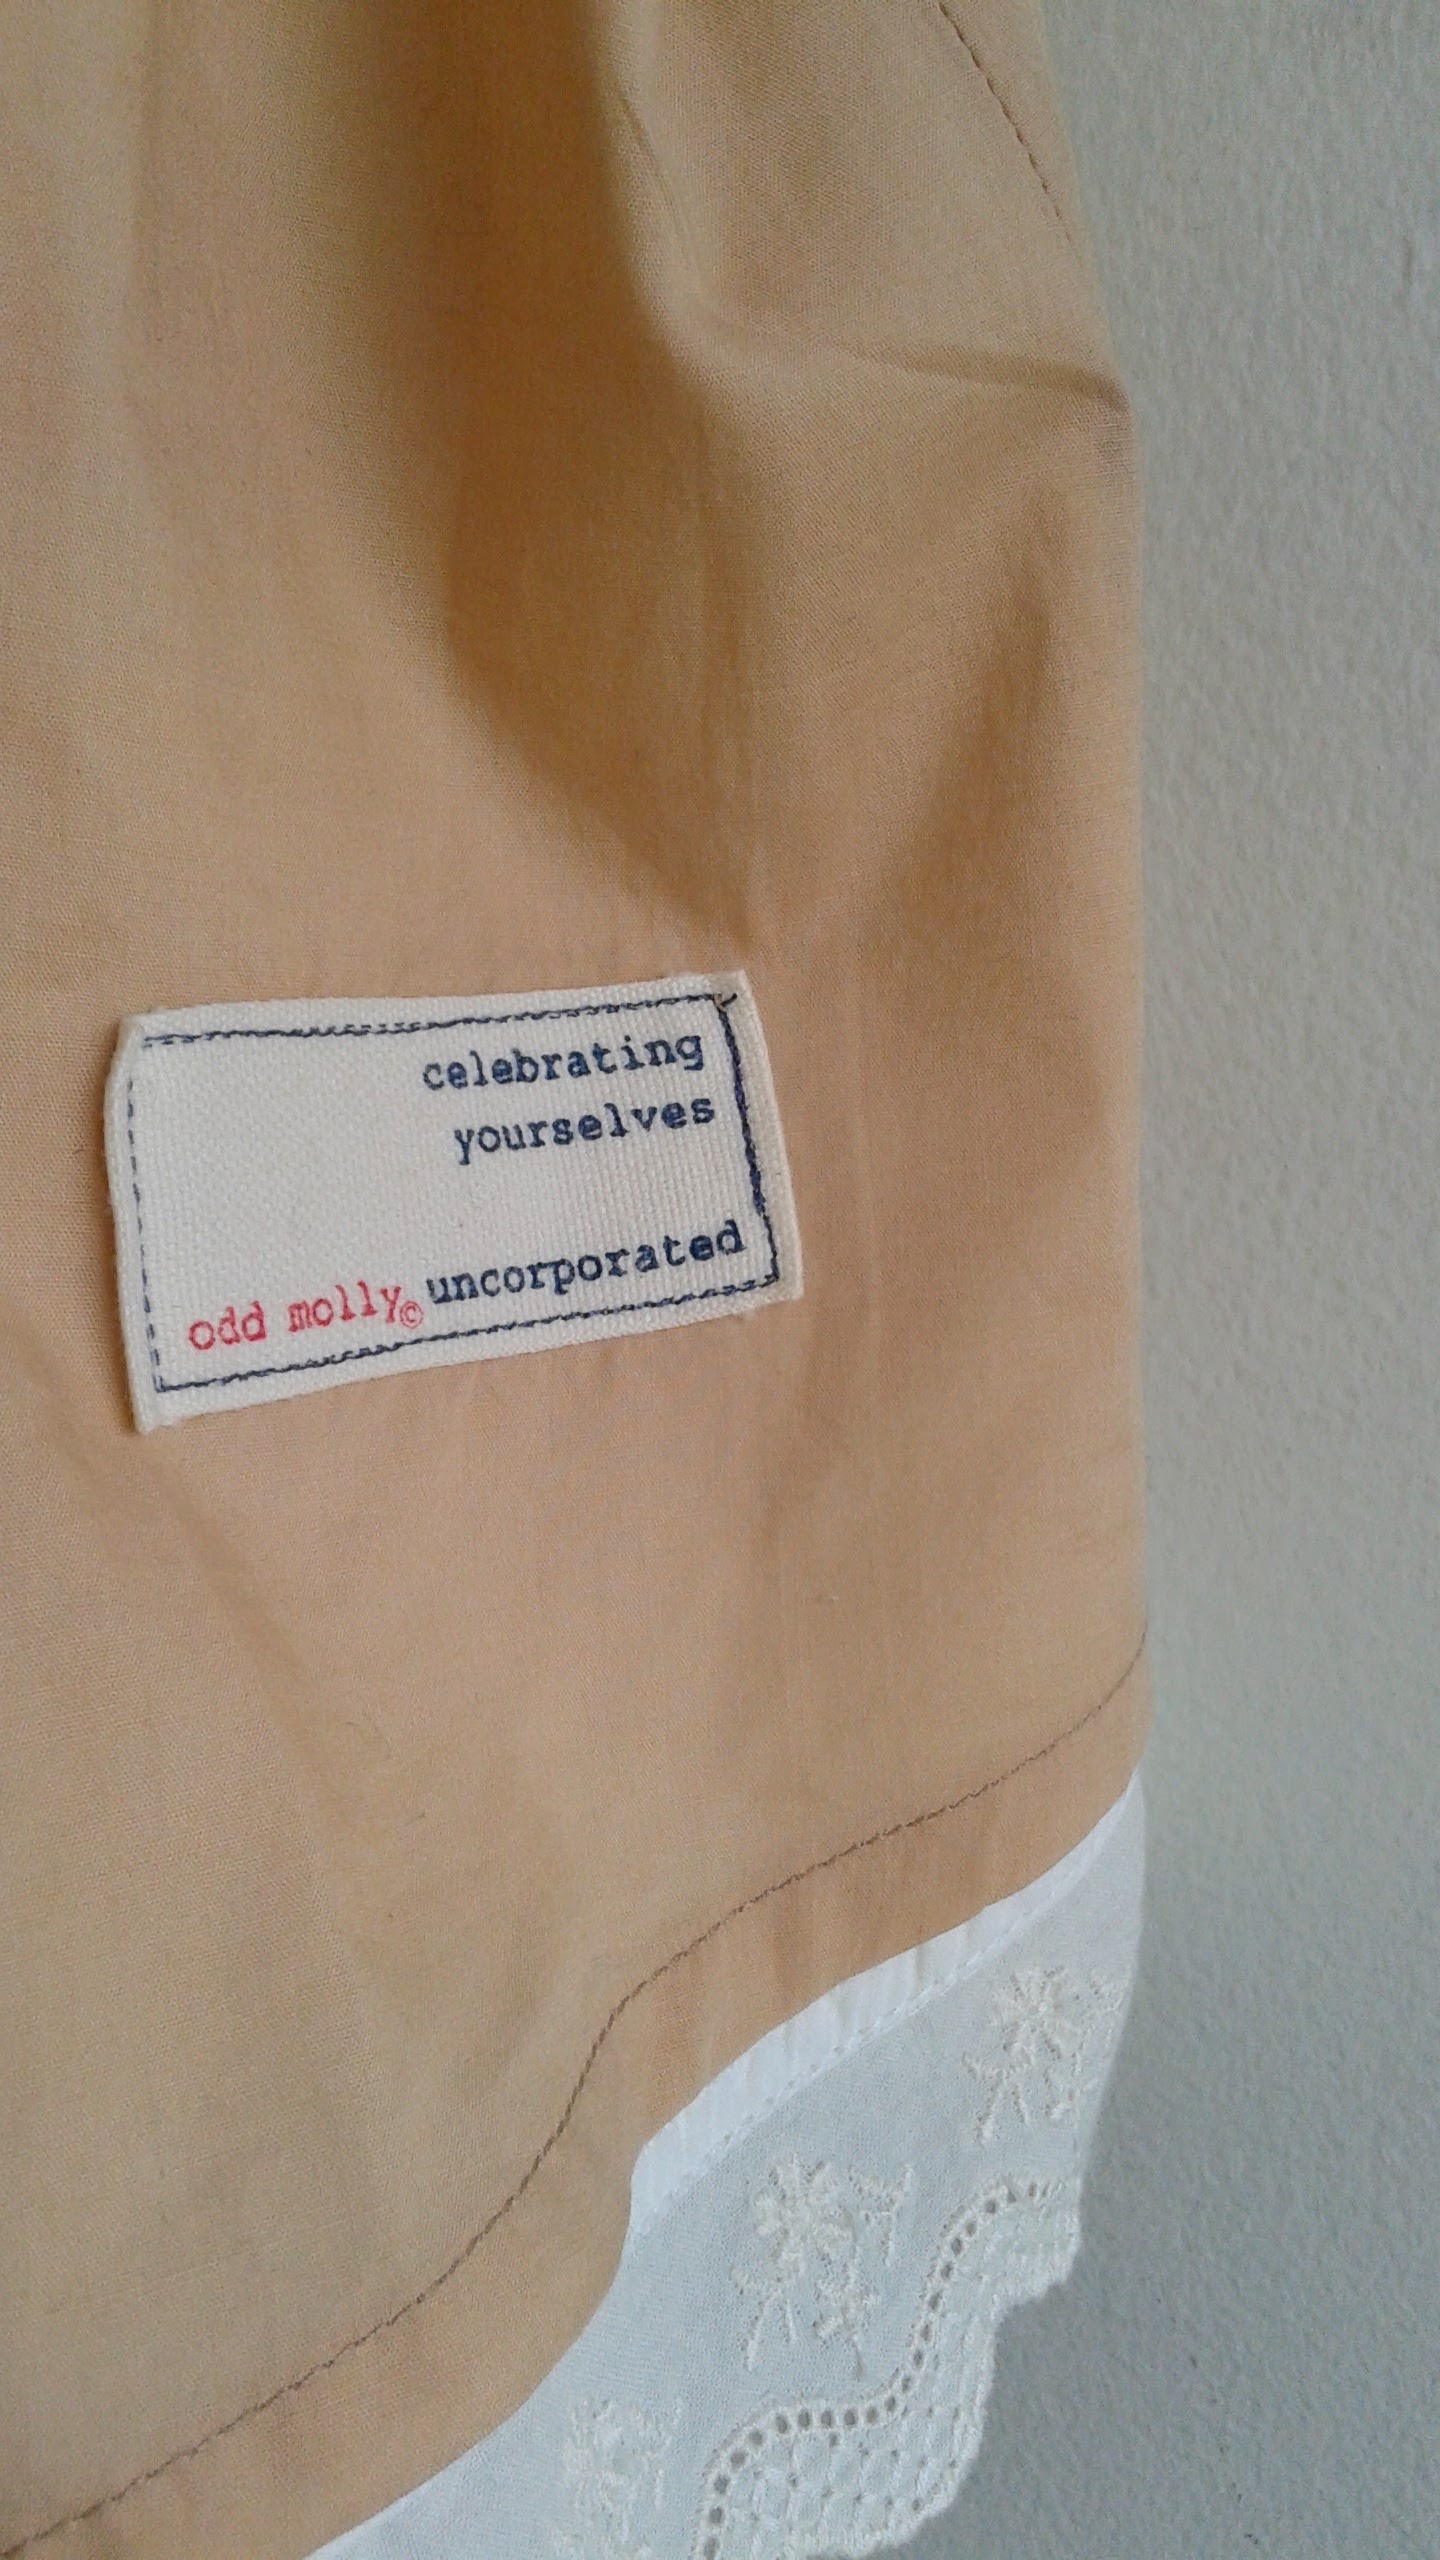 celebrating
yourselves
odd molly© uncorporated